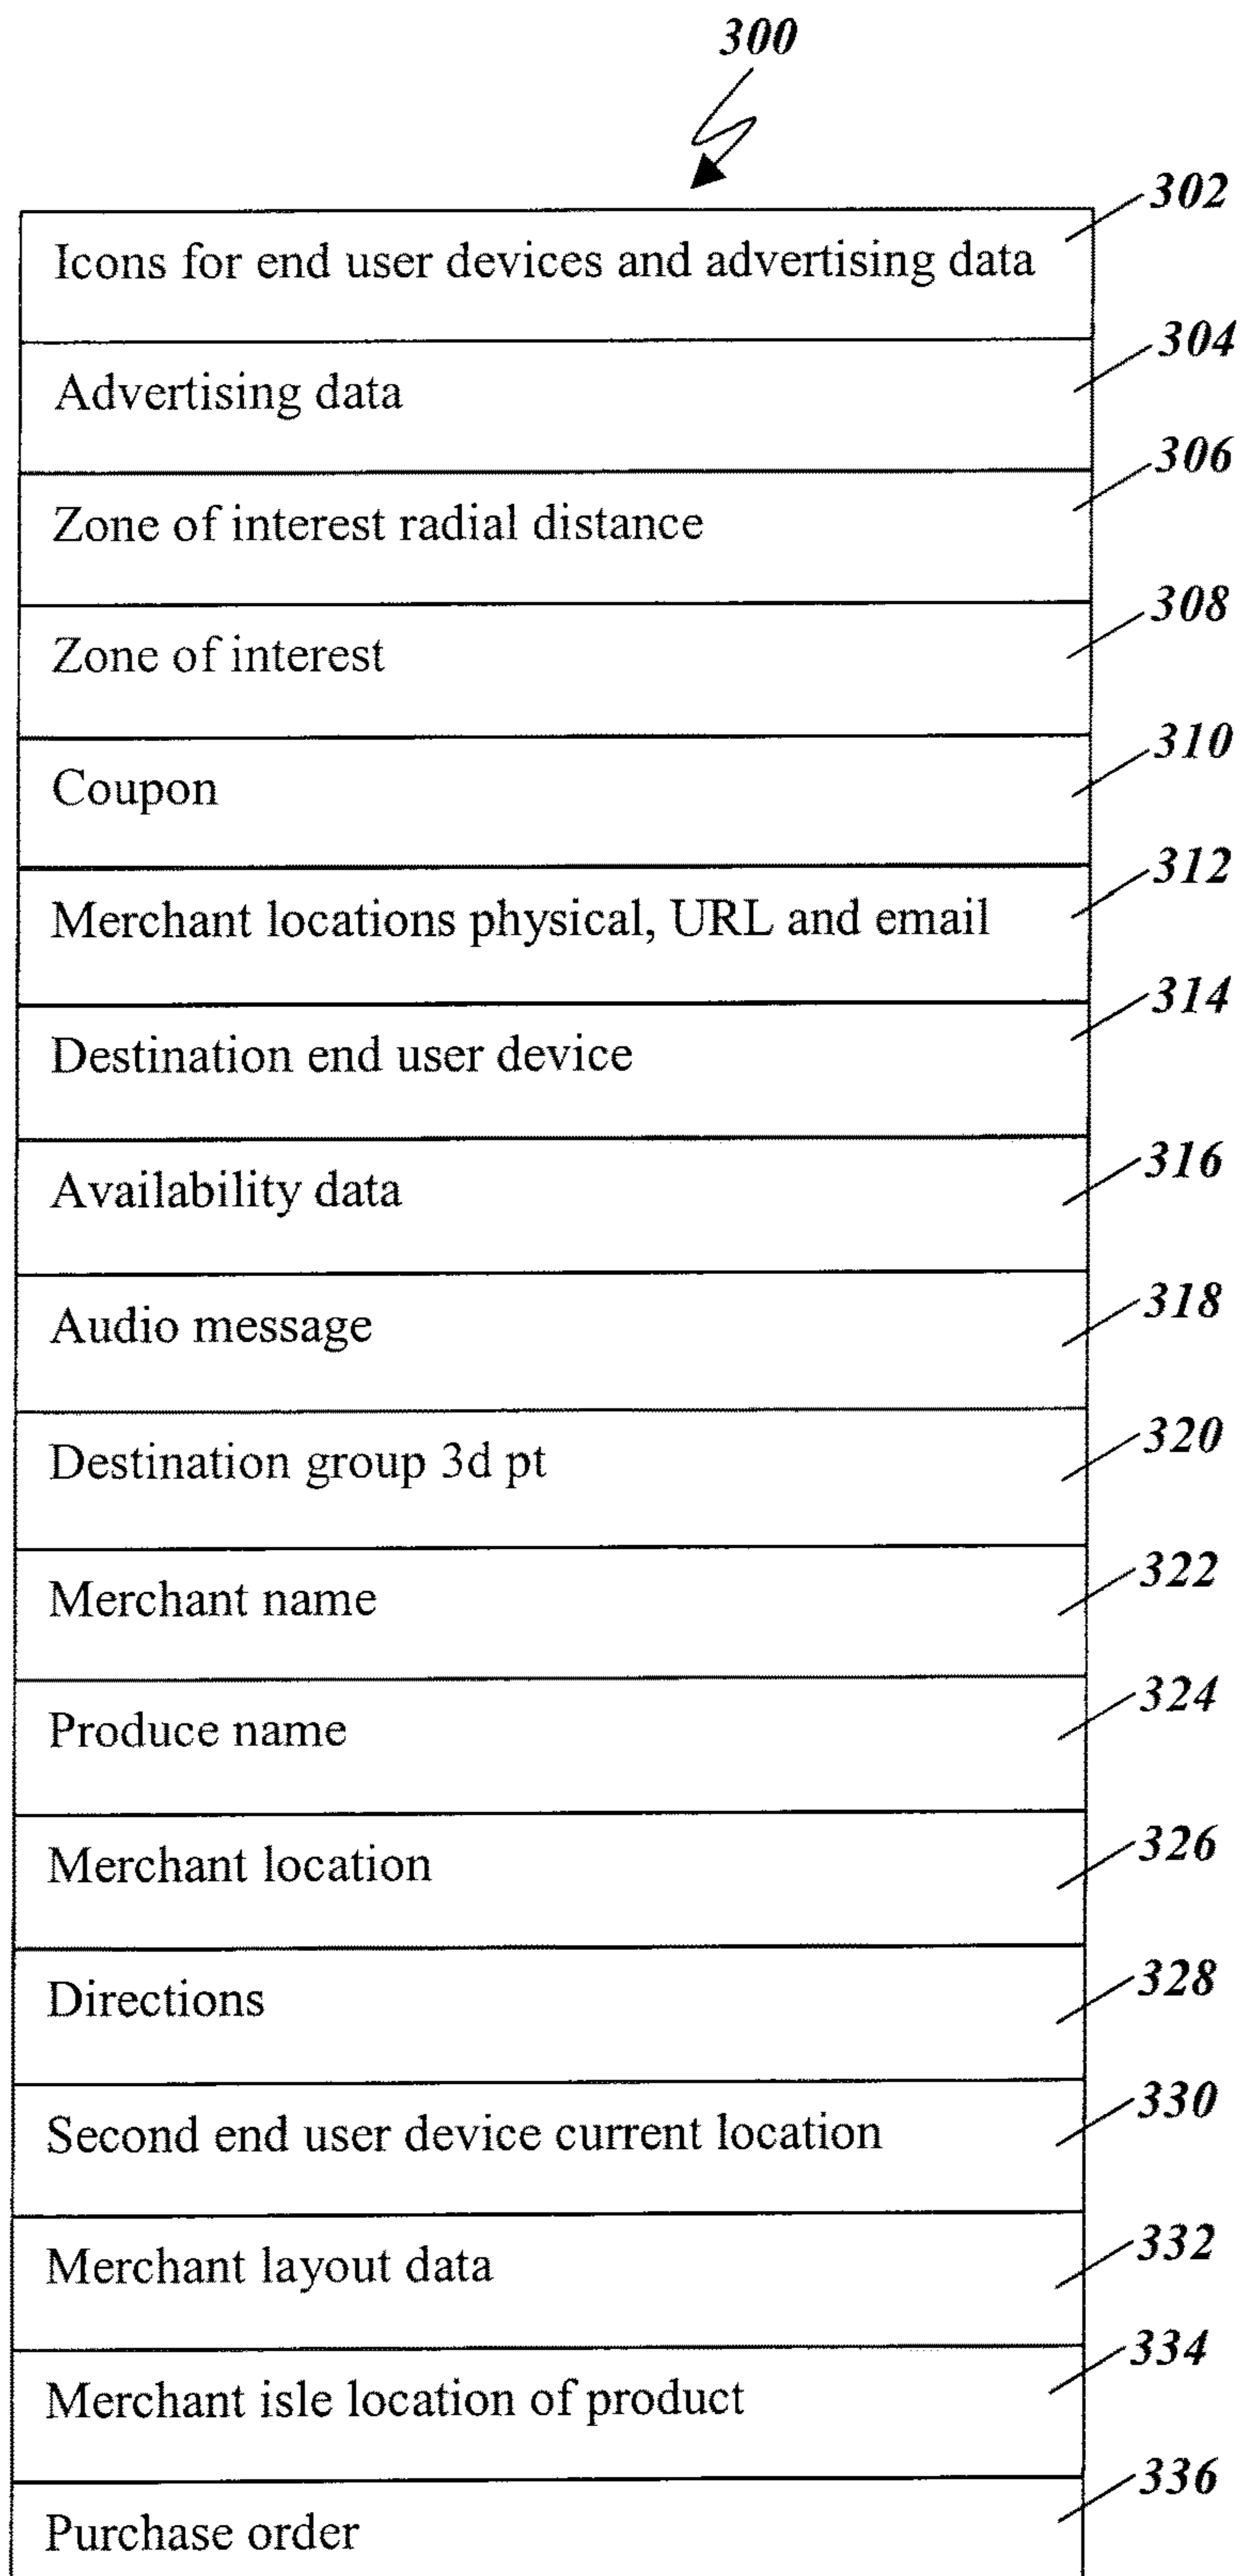 300
302
Icons for end user devices and advertising data
304
Advertising data
306
Zone of interest radial distance
308
Zone of interest
310
Coupon
312
Merchant locations physical, URL and email
314
Destination end user device
316
Availability data
318
Audio message
320
Destination group 3d pt
322
Merchant name
324
Produce name
326
Merchant location
328
Directions
330
Second end user device current location
332
Merchant layout data
334
Merchant isle location of product
336
Purchase order